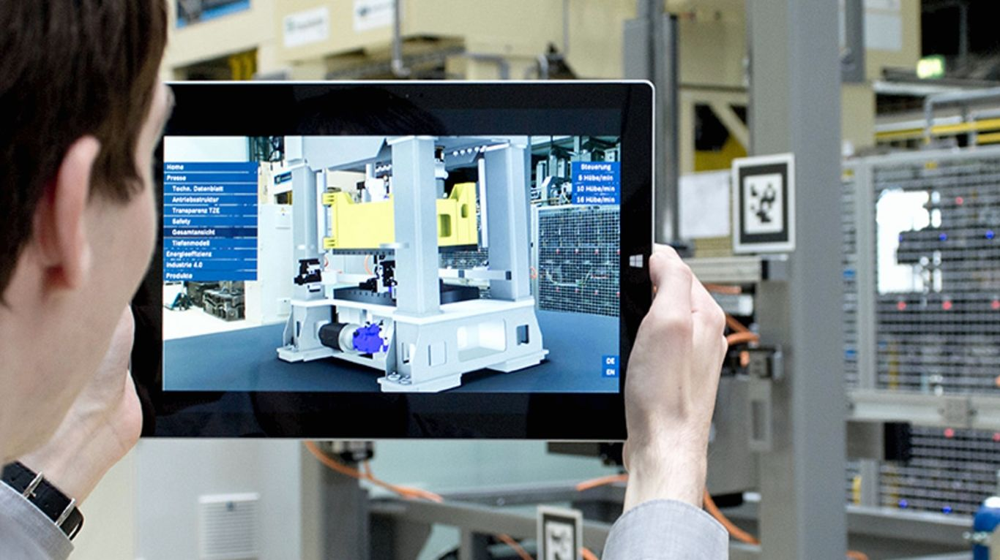 Home
Presse
Techn. Datenblatt
Antriebsstruktur
Transparenz TZE
Safety
Gesamtansicht
Tiefenmodell
Energieeffizienz
Industrie 4.0
Produkte
Steuerung
5 Hübe/min
10 Hübe/min
16 Hübe/min
DE
EN